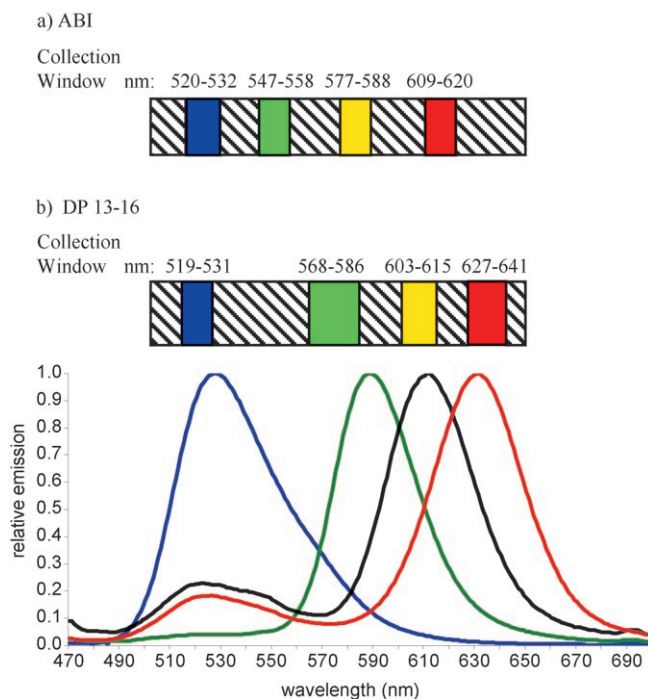 a) ABI
Collection
Window nm: 520-532 547-558 577-588 609-620
b) DP 13-16
Collection
Window nm: 519-531 568-586 603-615 627-641
1.0
0.9
0.8
0.7
0.6
0.5
0.4
0.3
0.2
0.1
0.0
relative emission
470 490 510 530 550 570 590 610 630 650 670 690
wavelength (nm)